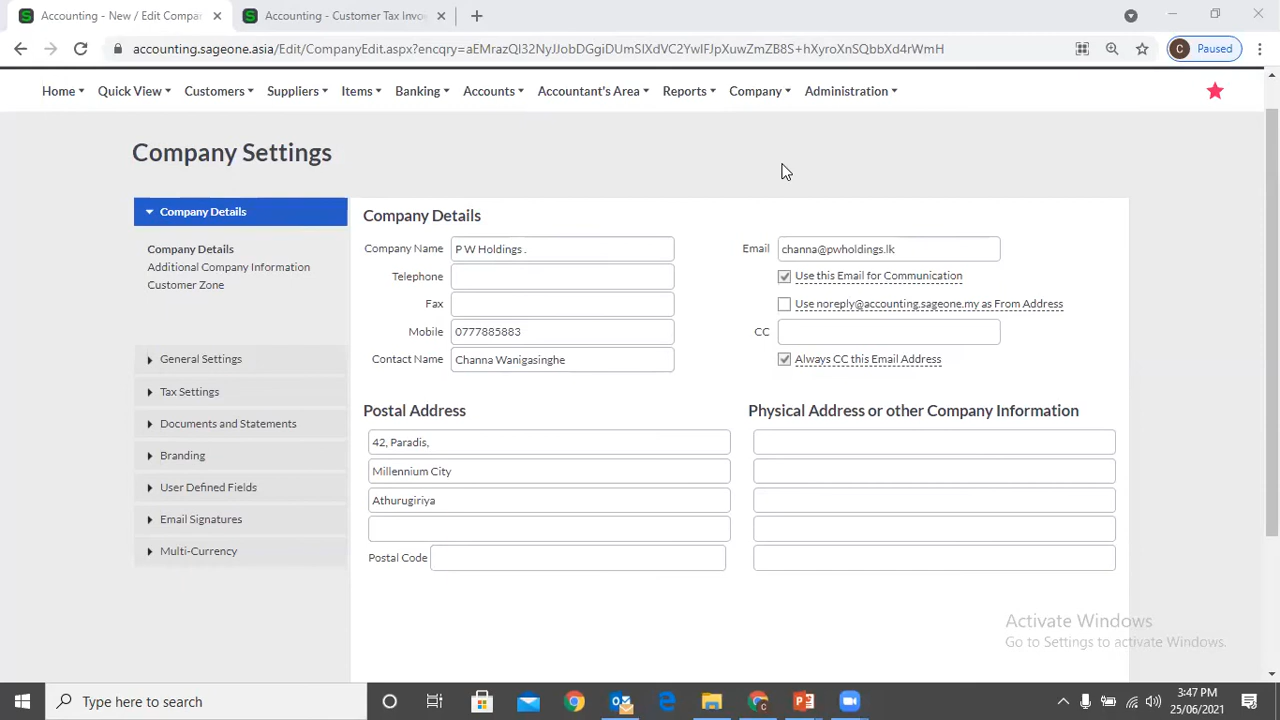 Accounting - New / Edit Compa
Accounting - Customer Tax Invo
accounting.sageone.asia/Edit/CompanyEdit.aspx?encqry=aEMrazQI32NyJJobDGgiDUmSIXdVC2YwIFJpXuwZmZB8S+hXyroXnSQbbXd4rWmH
C Paused
Home Quick View Customers Suppliers Items Banking Accounts Accountant's Area Reports Company Administration
Company Settings
Company Details
Company Details
Additional Company Information
Customer Zone
General Settings
Tax Settings
Documents and Statements
Branding
User Defined Fields
Email Signatures
Multi-Currency
Company Details
Company Name P W Holdings .
Telephone
Fax
Mobile 0777885883
Contact Name Channa Wanigasinghe
Email channa@pwholdings.lk
Use this Email for Communication
Use noreply@accounting.sageone.my as From Address
CC
Always CC this Email Address
Postal Address
42, Paradis,
Millennium City
Athurugiriya
Postal Code
Physical Address or other Company Information
Activate Windows
Go to Settings to activate Windows.
Type here to search
3:47 PM
25/06/2021